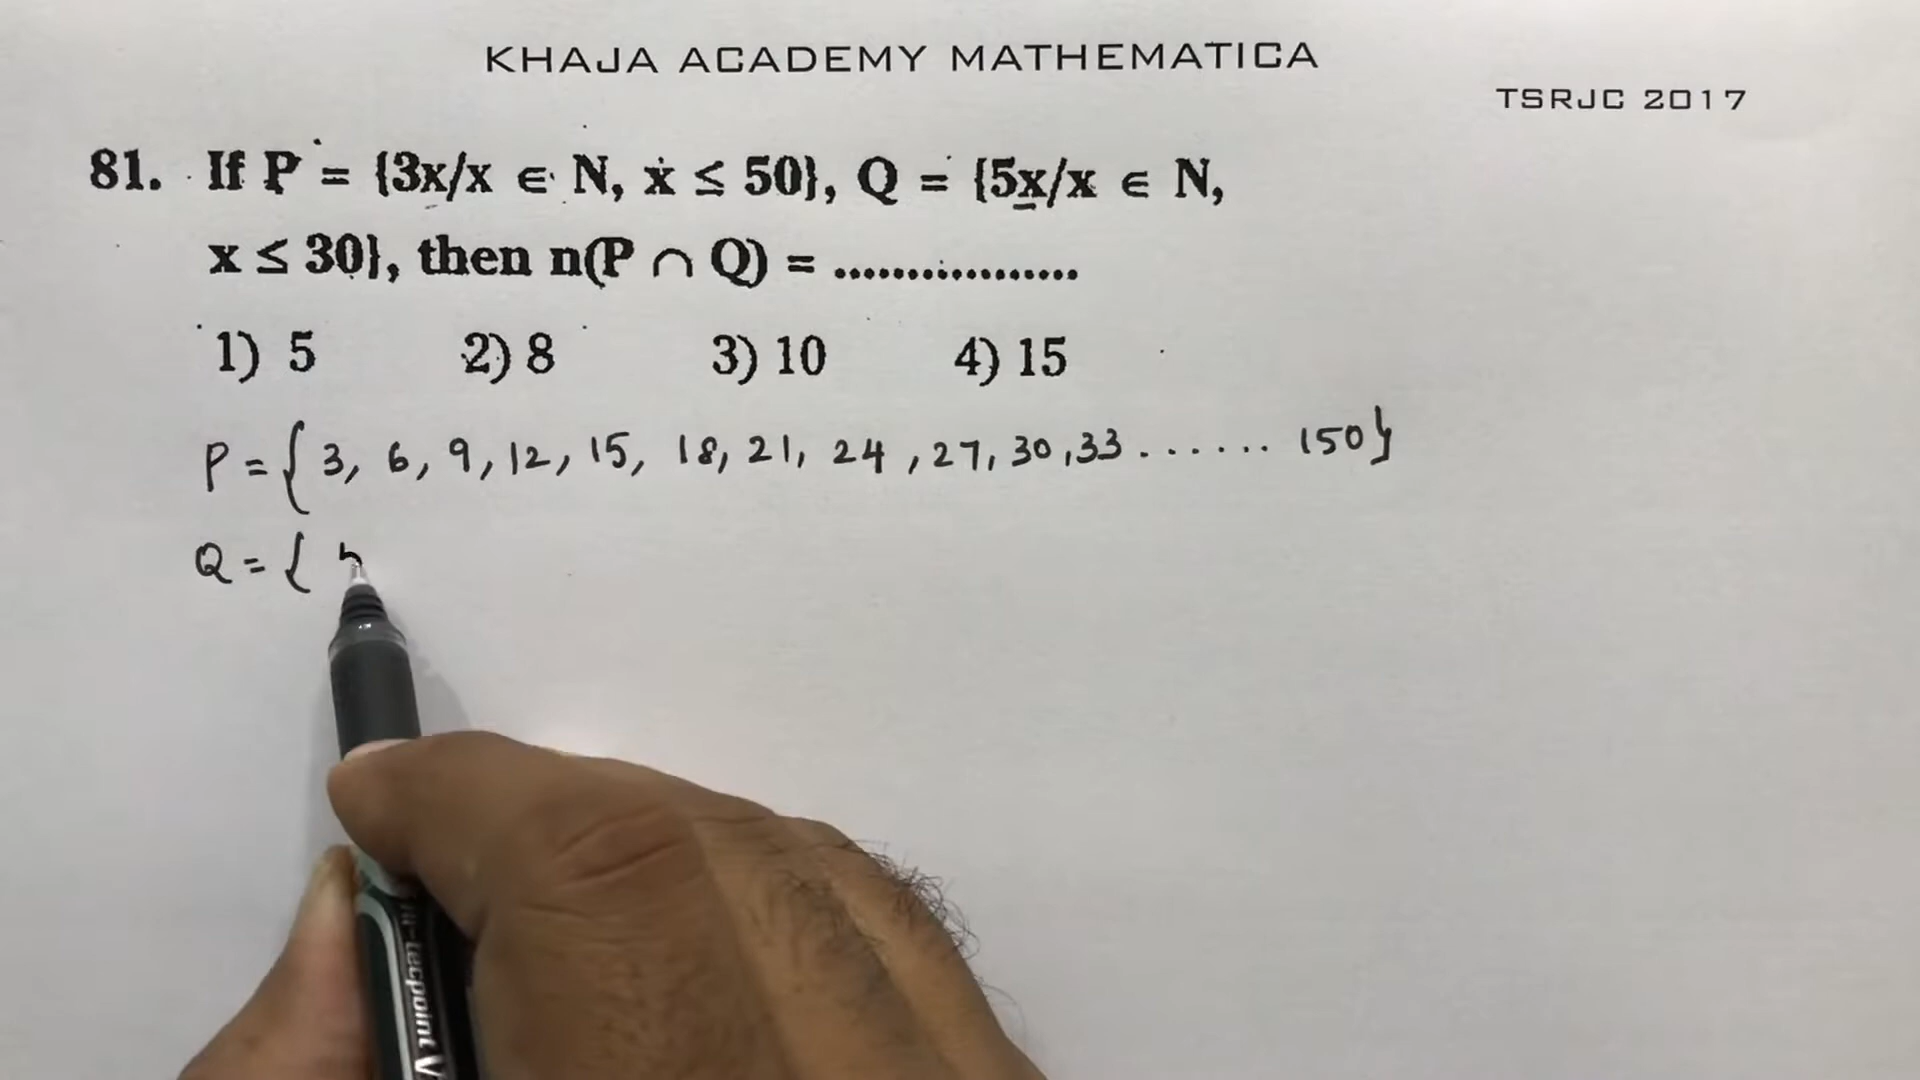 KHAJA ACADEMY MATHEMATICA
TSRJC 2017
81. If P = {3x/x ∈ N, x ≤ 50}, Q = {5x/x ∈ N,
x ≤ 30}, then n(P ∩ Q) = ..................
1) 5 2) 8 3) 10 4) 15
P = { 3, 6, 9, 12, 15, 18, 21, 24, 27, 30, 33 ...... 150}
Q = {